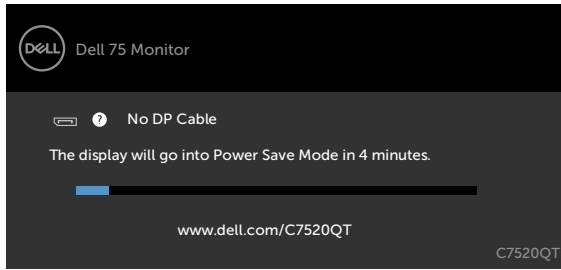 DELL
Dell 75 Monitor
? No DP Cable
The display will go into Power Save Mode in 4 minutes.
www.dell.com/C7520QT
C7520QT